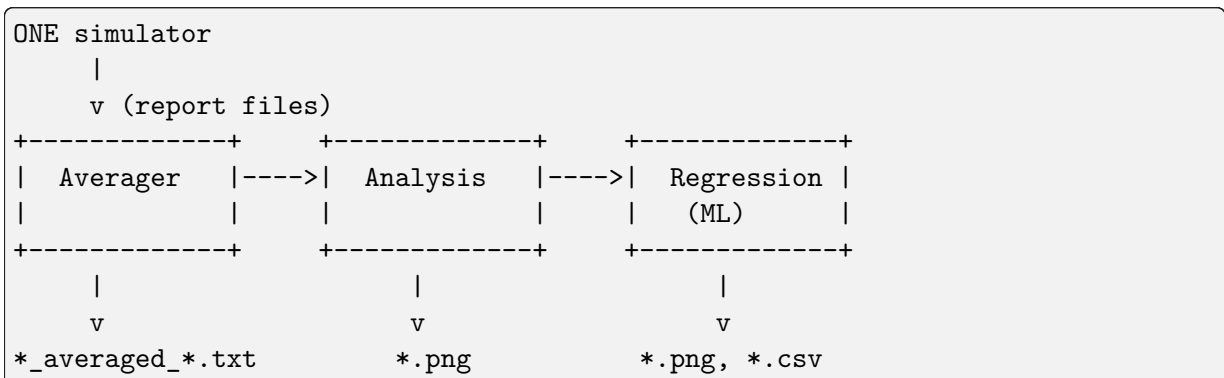 ONE simulator
     |
     v (report files)
+-------------+     +-------------+     +-------------+
|  Averager   |---->|  Analysis   |---->|  Regression |
|             |     |             |     |   (ML)      |
+-------------+     +-------------+     +-------------+
     |                   |                   |
     v                   v                   v
*_averaged_*.txt        *.png         *.png, *.csv